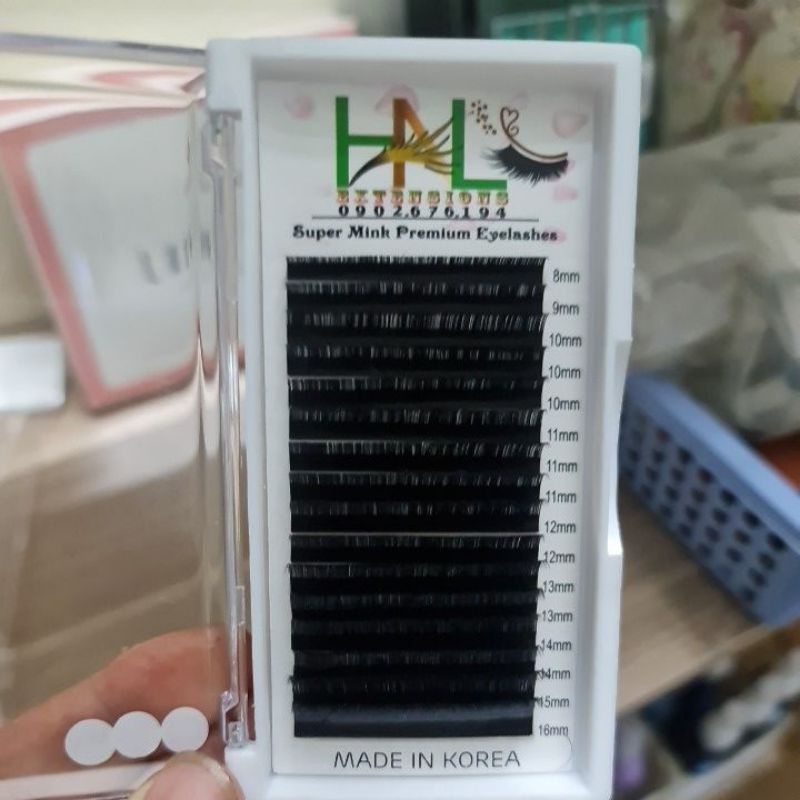 HNL
EXTENSIONS
0902.676.194
Super Mink Premium Eyelashes
8mm
9mm
10mm
10mm
10mm
11mm
11mm
11mm
12mm
12mm
13mm
13mm
14mm
14mm
15mm
16mm
MADE IN KOREA